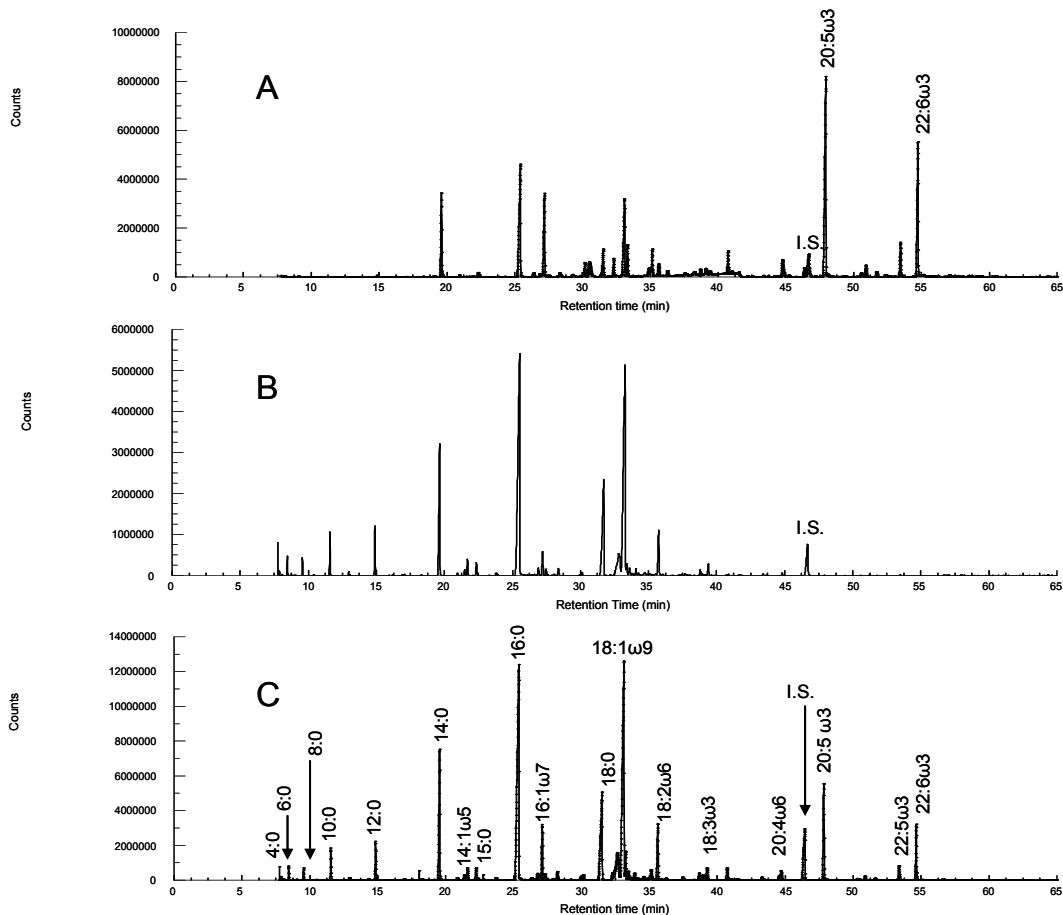 10000000
8000000
6000000
4000000
2000000
0
Counts
A
I.S.
20:5ω3
22:6ω3
0 5 10 15 20 25 30 35 40 45 50 55 60 65
Retention time (min)
6000000
5000000
4000000
3000000
2000000
1000000
0
Counts
B
I.S.
0 5 10 15 20 25 30 35 40 45 50 55 60 65
Retention Time (min)
14000000
12000000
10000000
8000000
6000000
4000000
2000000
0
Counts
C
4:0
6:0
8:0
10:0
12:0
14:0
14:1ω5
15:0
16:0
16:1ω7
18:0
18:1ω9
18:2ω6
18:3ω3
20:4ω6
I.S.
20:5 ω3
22:5ω3
22:6ω3
0 5 10 15 20 25 30 35 40 45 50 55 60 65
Retention time (min)